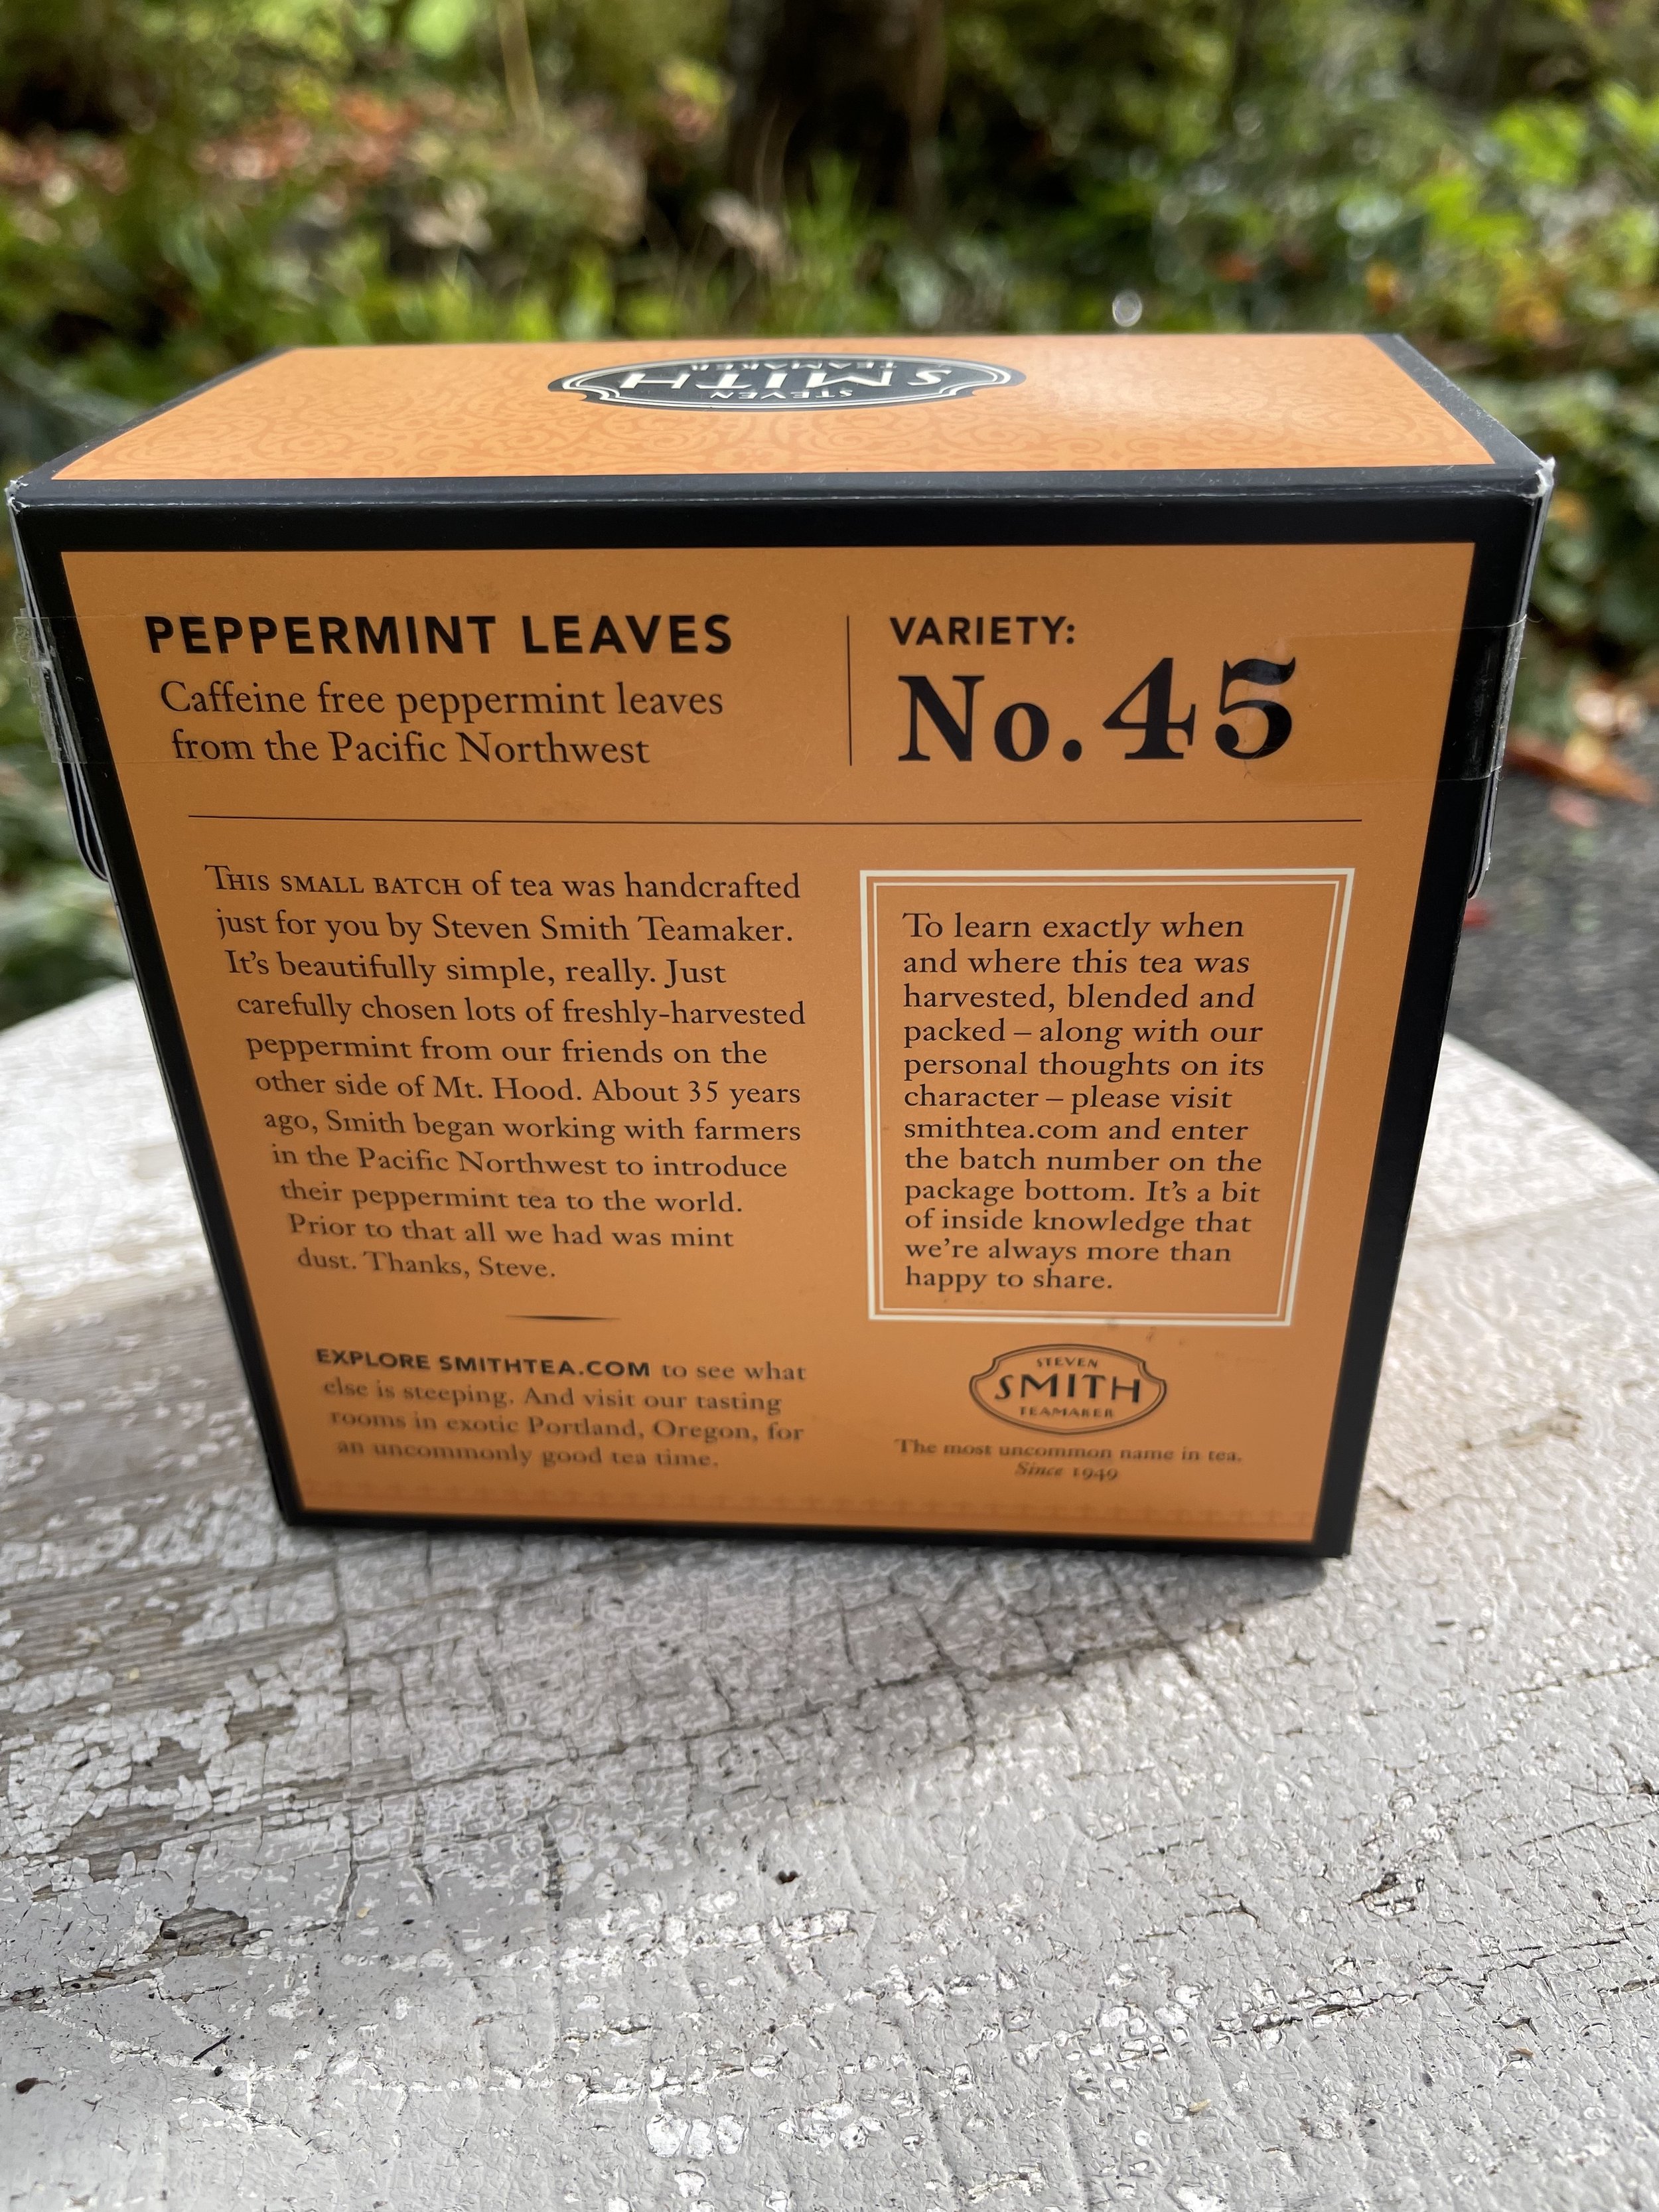 STEVEN
SMITH
TEAMAKER
PEPPERMINT LEAVES
Caffeine free peppermint leaves
from the Pacific Northwest
VARIETY:
No. 45
THIS SMALL BATCH of tea was handcrafted
just for you by Steven Smith Teamaker.
It's beautifully simple, really. Just
carefully chosen lots of freshly-harvested
peppermint from our friends on the
other side of Mt. Hood. About 35 years
ago, Smith began working with farmers
in the Pacific Northwest to introduce
their peppermint tea to the world.
Prior to that all we had was mint
dust. Thanks, Steve.
EXPLORE SMITHTEA.COM to see what
else is steeping. And visit our tasting
rooms in exotic Portland, Oregon, for
an uncommonly good tea time.
To learn exactly when
and where this tea was
harvested, blended and
packed – along with our
personal thoughts on its
character – please visit
smithtea.com and enter
the batch number on the
package bottom. It's a bit
of inside knowledge that
we're always more than
happy to share.
STEVEN
SMITH
TEAMAKER
The most uncommon name in tea.
Since 1949